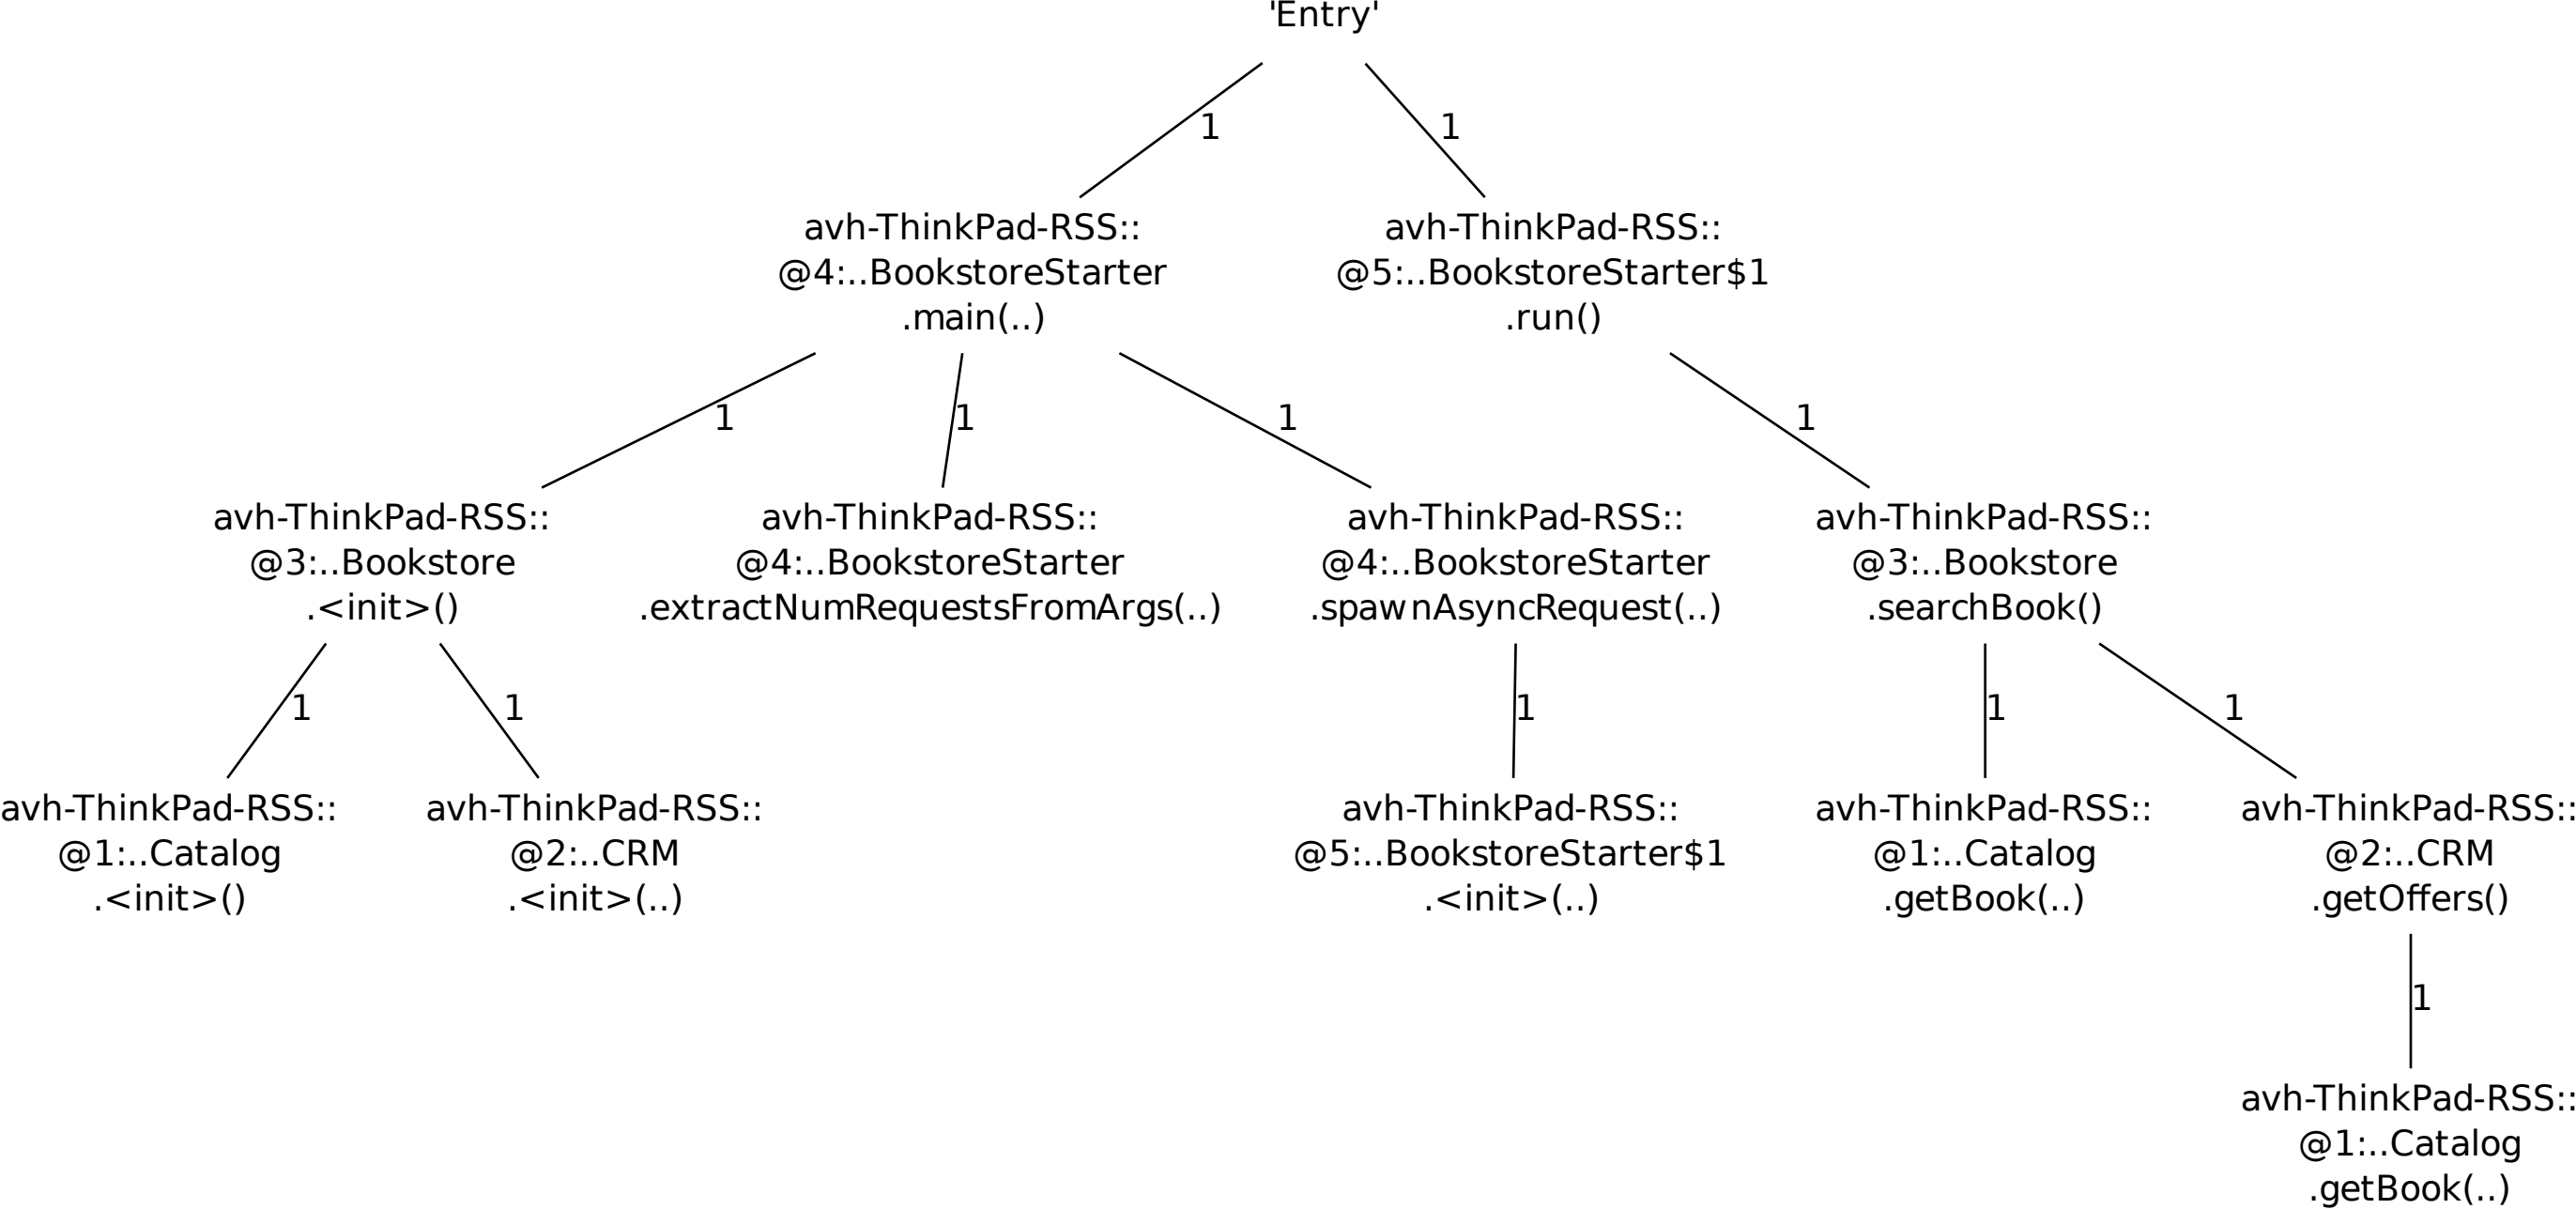 'Entry'
1
1
avh-ThinkPad-RSS::
@4:..BookstoreStarter
.main(..)
avh-ThinkPad-RSS::
@5:..BookstoreStarter$1
.run()
1
1
1
1
avh-ThinkPad-RSS::
@3:..Bookstore
.<init>()
avh-ThinkPad-RSS::
@4:..BookstoreStarter
.extractNumRequestsFromArgs(..)
avh-ThinkPad-RSS::
@4:..BookstoreStarter
.spawnAsyncRequest(..)
avh-ThinkPad-RSS::
@3:..Bookstore
.searchBook()
1
1
1
1
1
avh-ThinkPad-RSS::
@1:..Catalog
.<init>()
avh-ThinkPad-RSS::
@2:..CRM
.<init>(..)
avh-ThinkPad-RSS::
@5:..BookstoreStarter$1
.<init>(..)
avh-ThinkPad-RSS::
@1:..Catalog
.getBook(..)
avh-ThinkPad-RSS::
@2:..CRM
.getOffers()
1
avh-ThinkPad-RSS::
@1:..Catalog
.getBook(..)